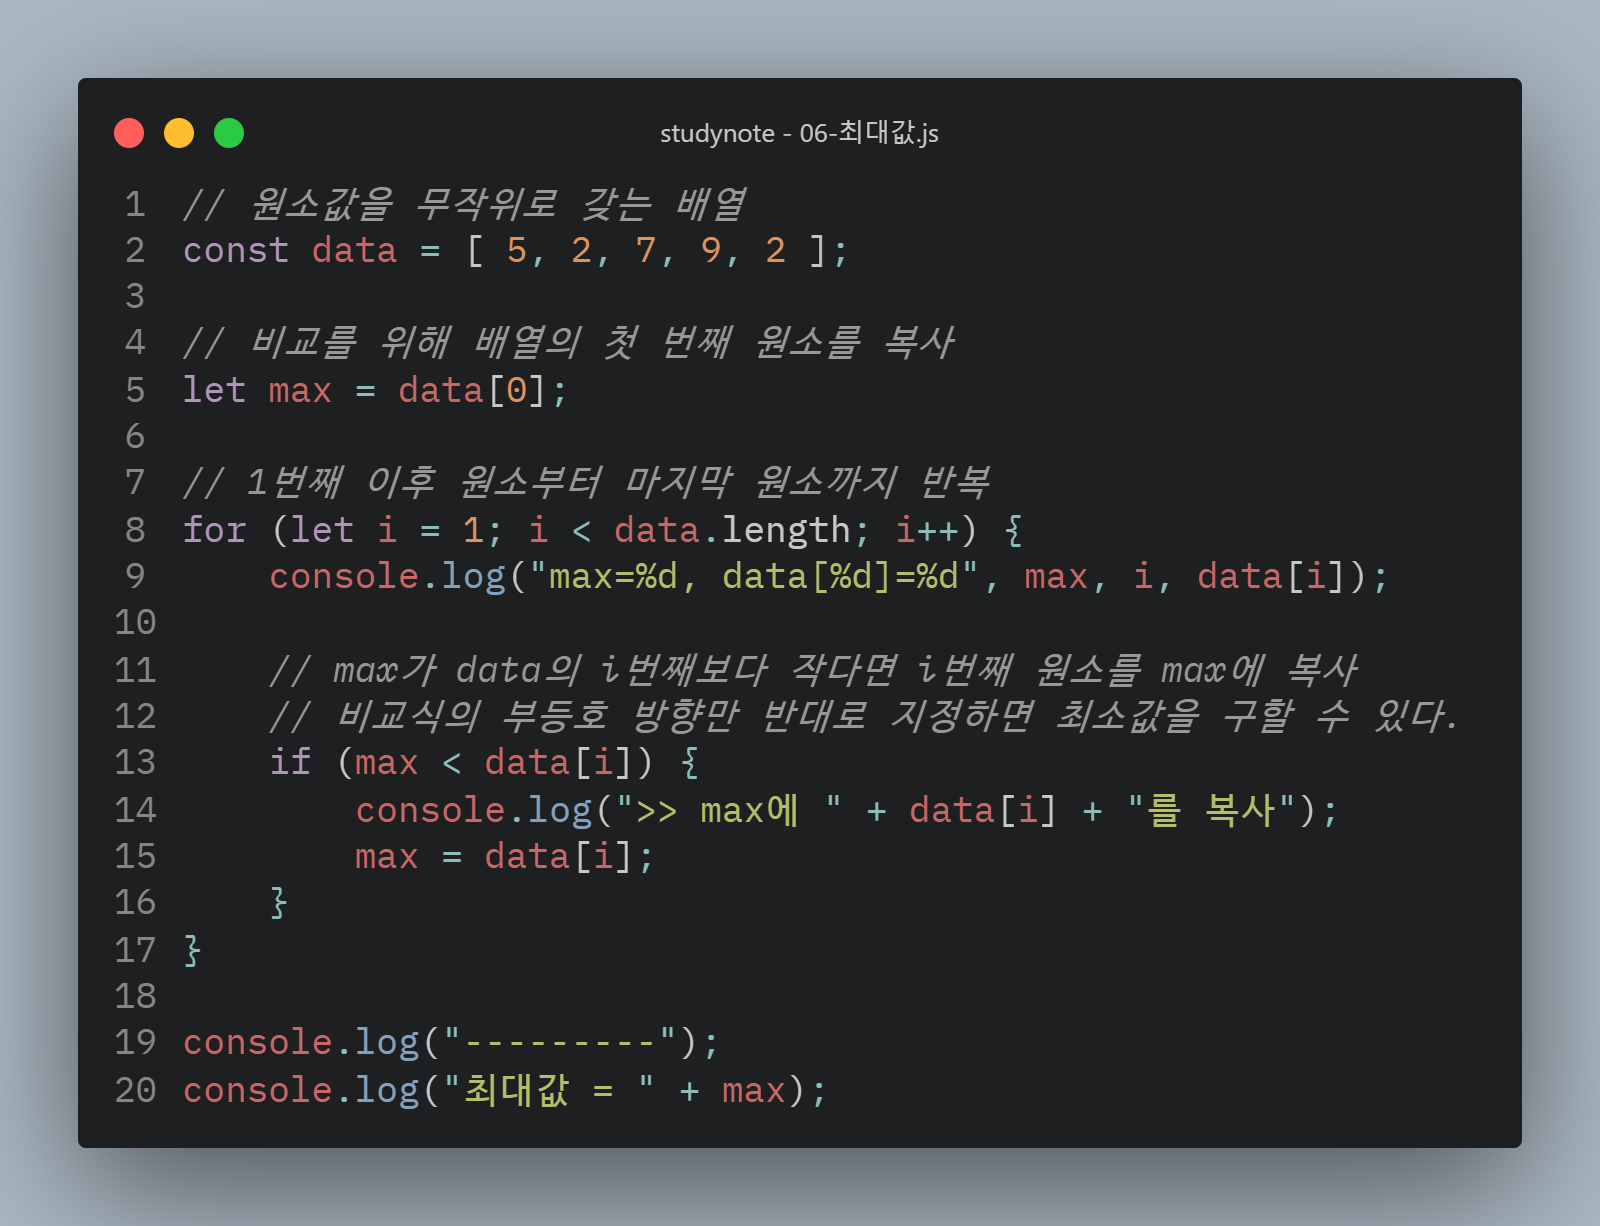 studynote - 06-최대값.js
1 // 원소값을 무작위로 갖는 배열
2 const data = [ 5, 2, 7, 9, 2 ];
3
4 // 비교를 위해 배열의 첫 번째 원소를 복사
5 let max = data[0];
6
7 // 1번째 이후 원소부터 마지막 원소까지 반복
8 for (let i = 1; i < data.length; i++) {
9     console.log("max=%d, data[%d]=%d", max, i, data[i]);
10
11     // max가 data의 i번째보다 작다면 i번째 원소를 max에 복사
12     // 비교식의 부등호 방향만 반대로 지정하면 최소값을 구할 수 있다.
13     if (max < data[i]) {
14         console.log(">> max에 " + data[i] + "를 복사");
15         max = data[i];
16     }
17 }
18
19 console.log("---------");
20 console.log("최대값 = " + max);